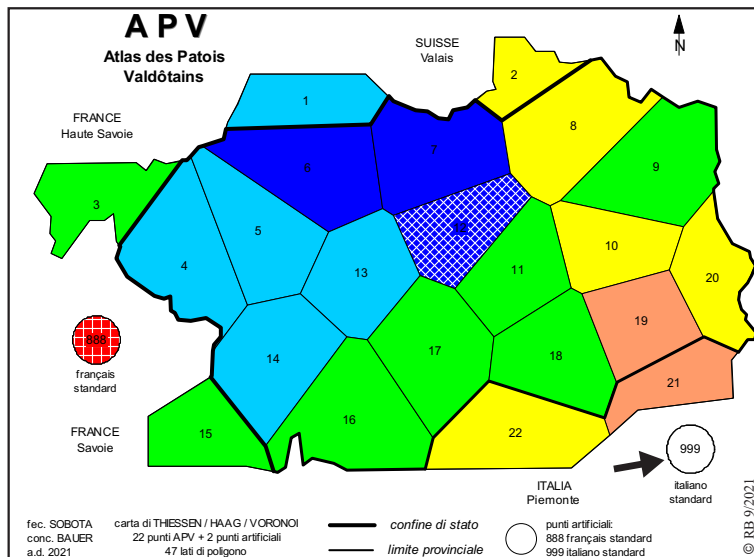 A P V
Atlas des Patois
Valdôtains
SUISSE
Valais
N
FRANCE
Haute Savoie
1
2
3
4
5
6
7
8
9
10
11
12
13
14
15
16
17
18
19
20
21
22
888
français
standard
FRANCE
Savoie
999
italiano
standard
ITALIA
Piemonte
fec. SOBOTA
conc. BAUER
a.d. 2021
carta di THIESSEN / HAAG / VORONOI
22 punti APV + 2 punti artificiali
47 lati di poligono
confine di stato
limite provinciale
punti artificiali:
888 français standard
999 italiano standard
© RB 9/2021